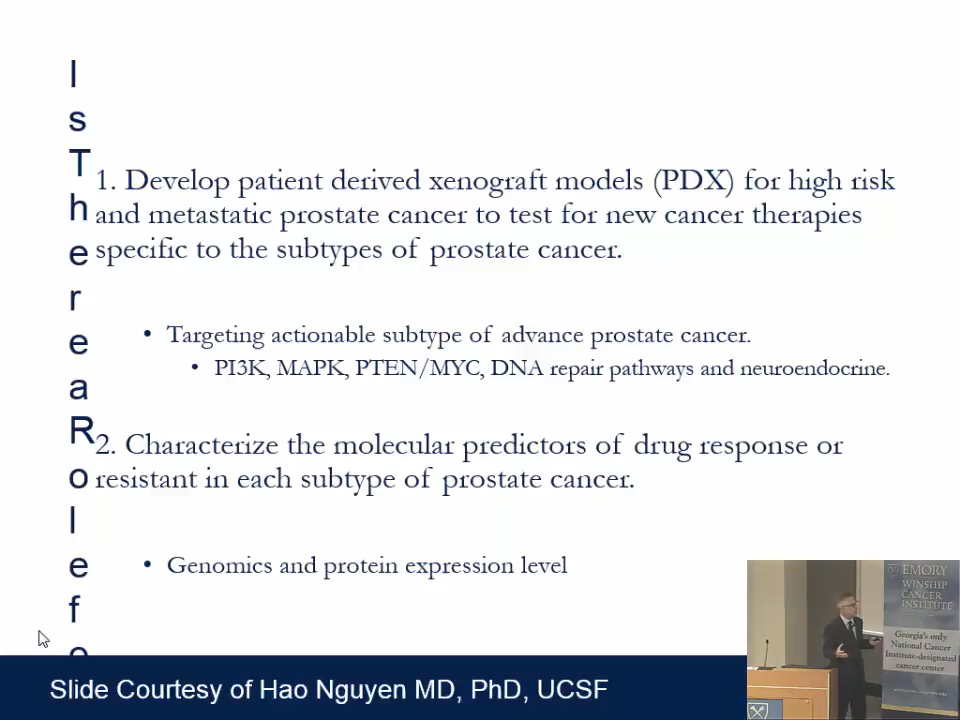 I
s
T
h
e
r
e
a
R
o
l
e
f
1. Develop patient derived xenograft models (PDX) for high risk
and metastatic prostate cancer to test for new cancer therapies
specific to the subtypes of prostate cancer.
• Targeting actionable subtype of advance prostate cancer.
• PI3K, MAPK, PTEN/MYC, DNA repair pathways and neuroendocrine.
2. Characterize the molecular predictors of drug response or
resistant in each subtype of prostate cancer.
• Genomics and protein expression level
Slide Courtesy of Hao Nguyen MD, PhD, UCSF
EMORY
WINSHIP
CANCER
INSTITUTE
Georgia's only
National Cancer
Institute-designated
cancer center